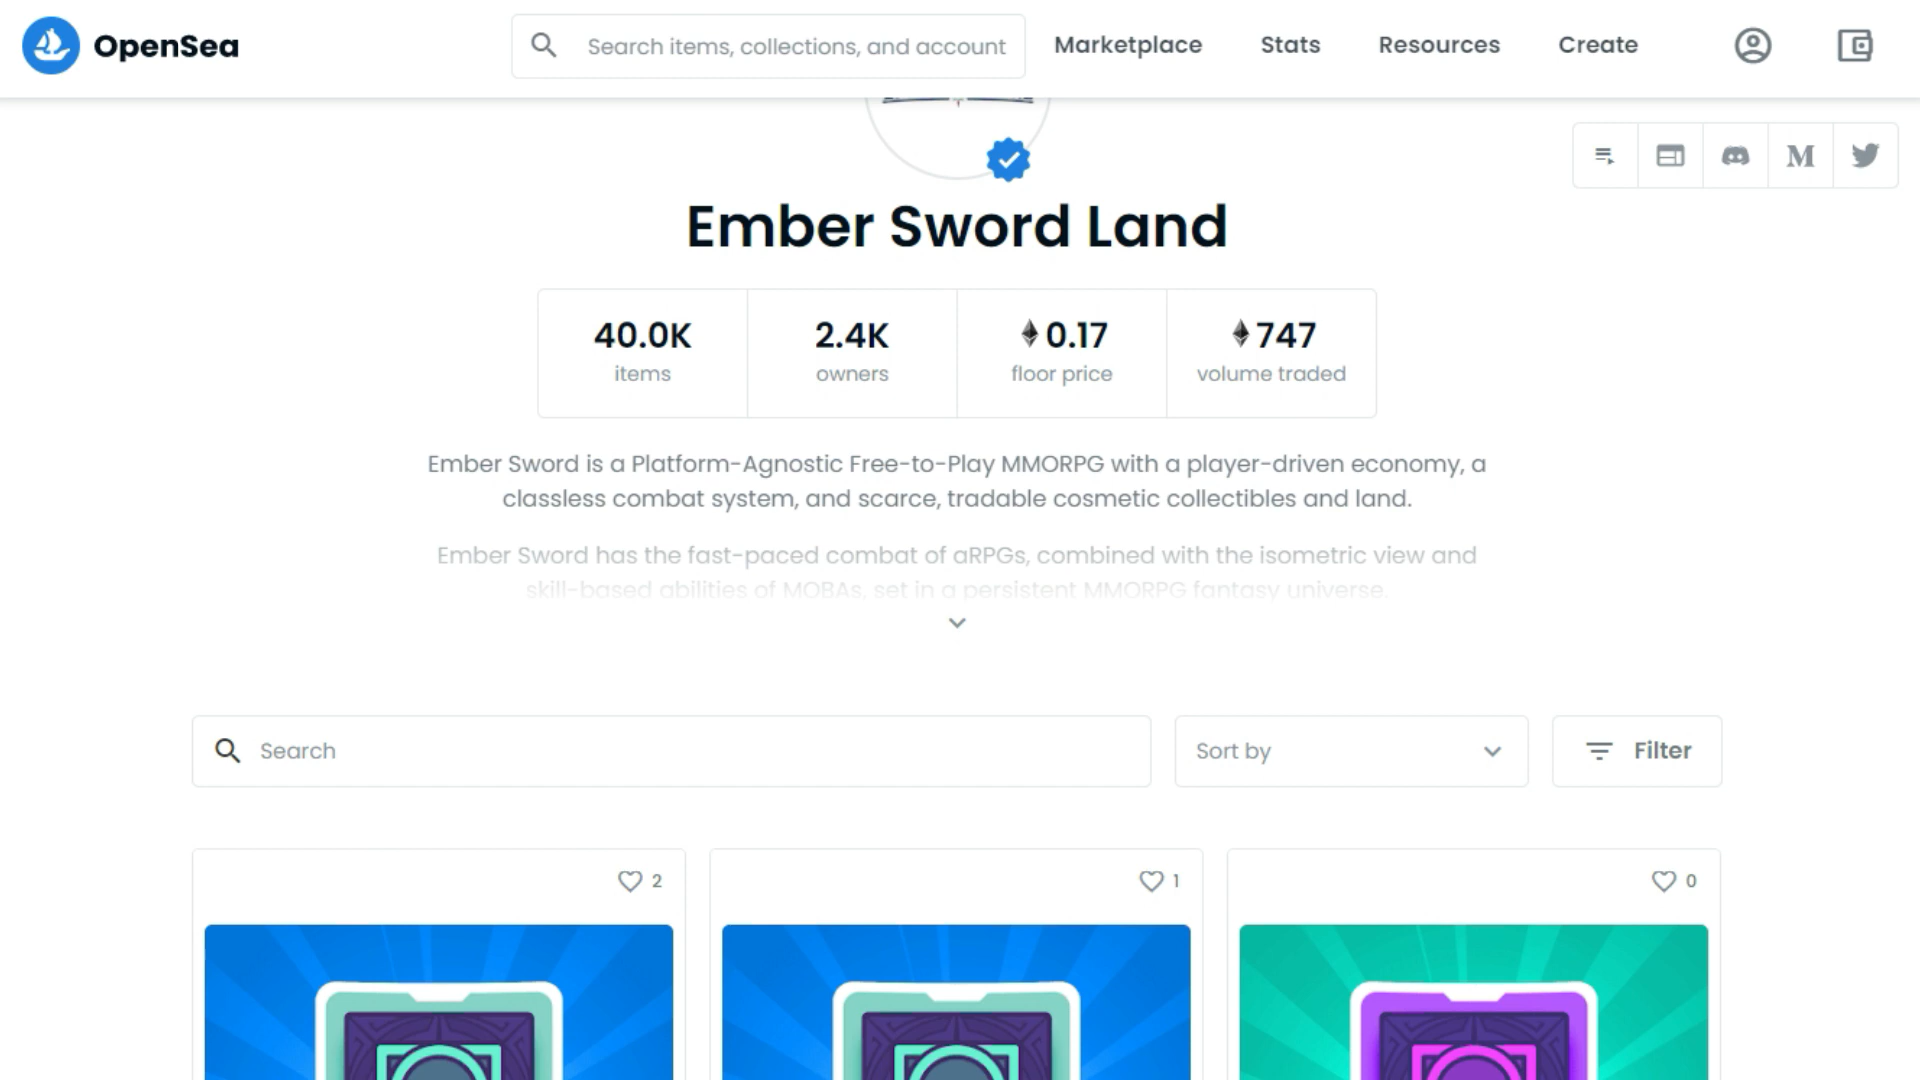 OpenSea
Search items, collections, and account
Marketplace
Stats
Resources
Create
M
Ember Sword Land
40.0K
items
2.4K
owners
0.17
floor price
747
volume traded
Ember Sword is a Platform-Agnostic Free-to-Play MMORPG with a player-driven economy, a
classless combat system, and scarce, tradable cosmetic collectibles and land.
Ember Sword has the fast-paced combat of aRPGs, combined with the isometric view and
skill-based abilities of MOBAs, set in a persistent MMORPG fantasy universe.
Search
Sort by
Filter
2
1
0